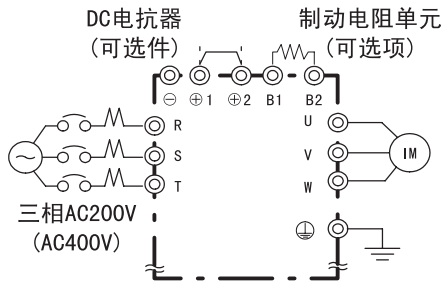 DC电抗器
(可选件)
制动电阻单元
(可选项)
⊖ ⊕1 ⊕2 B1 B2
R
S
T
U
V
W
IM
三相AC200V
(AC400V)